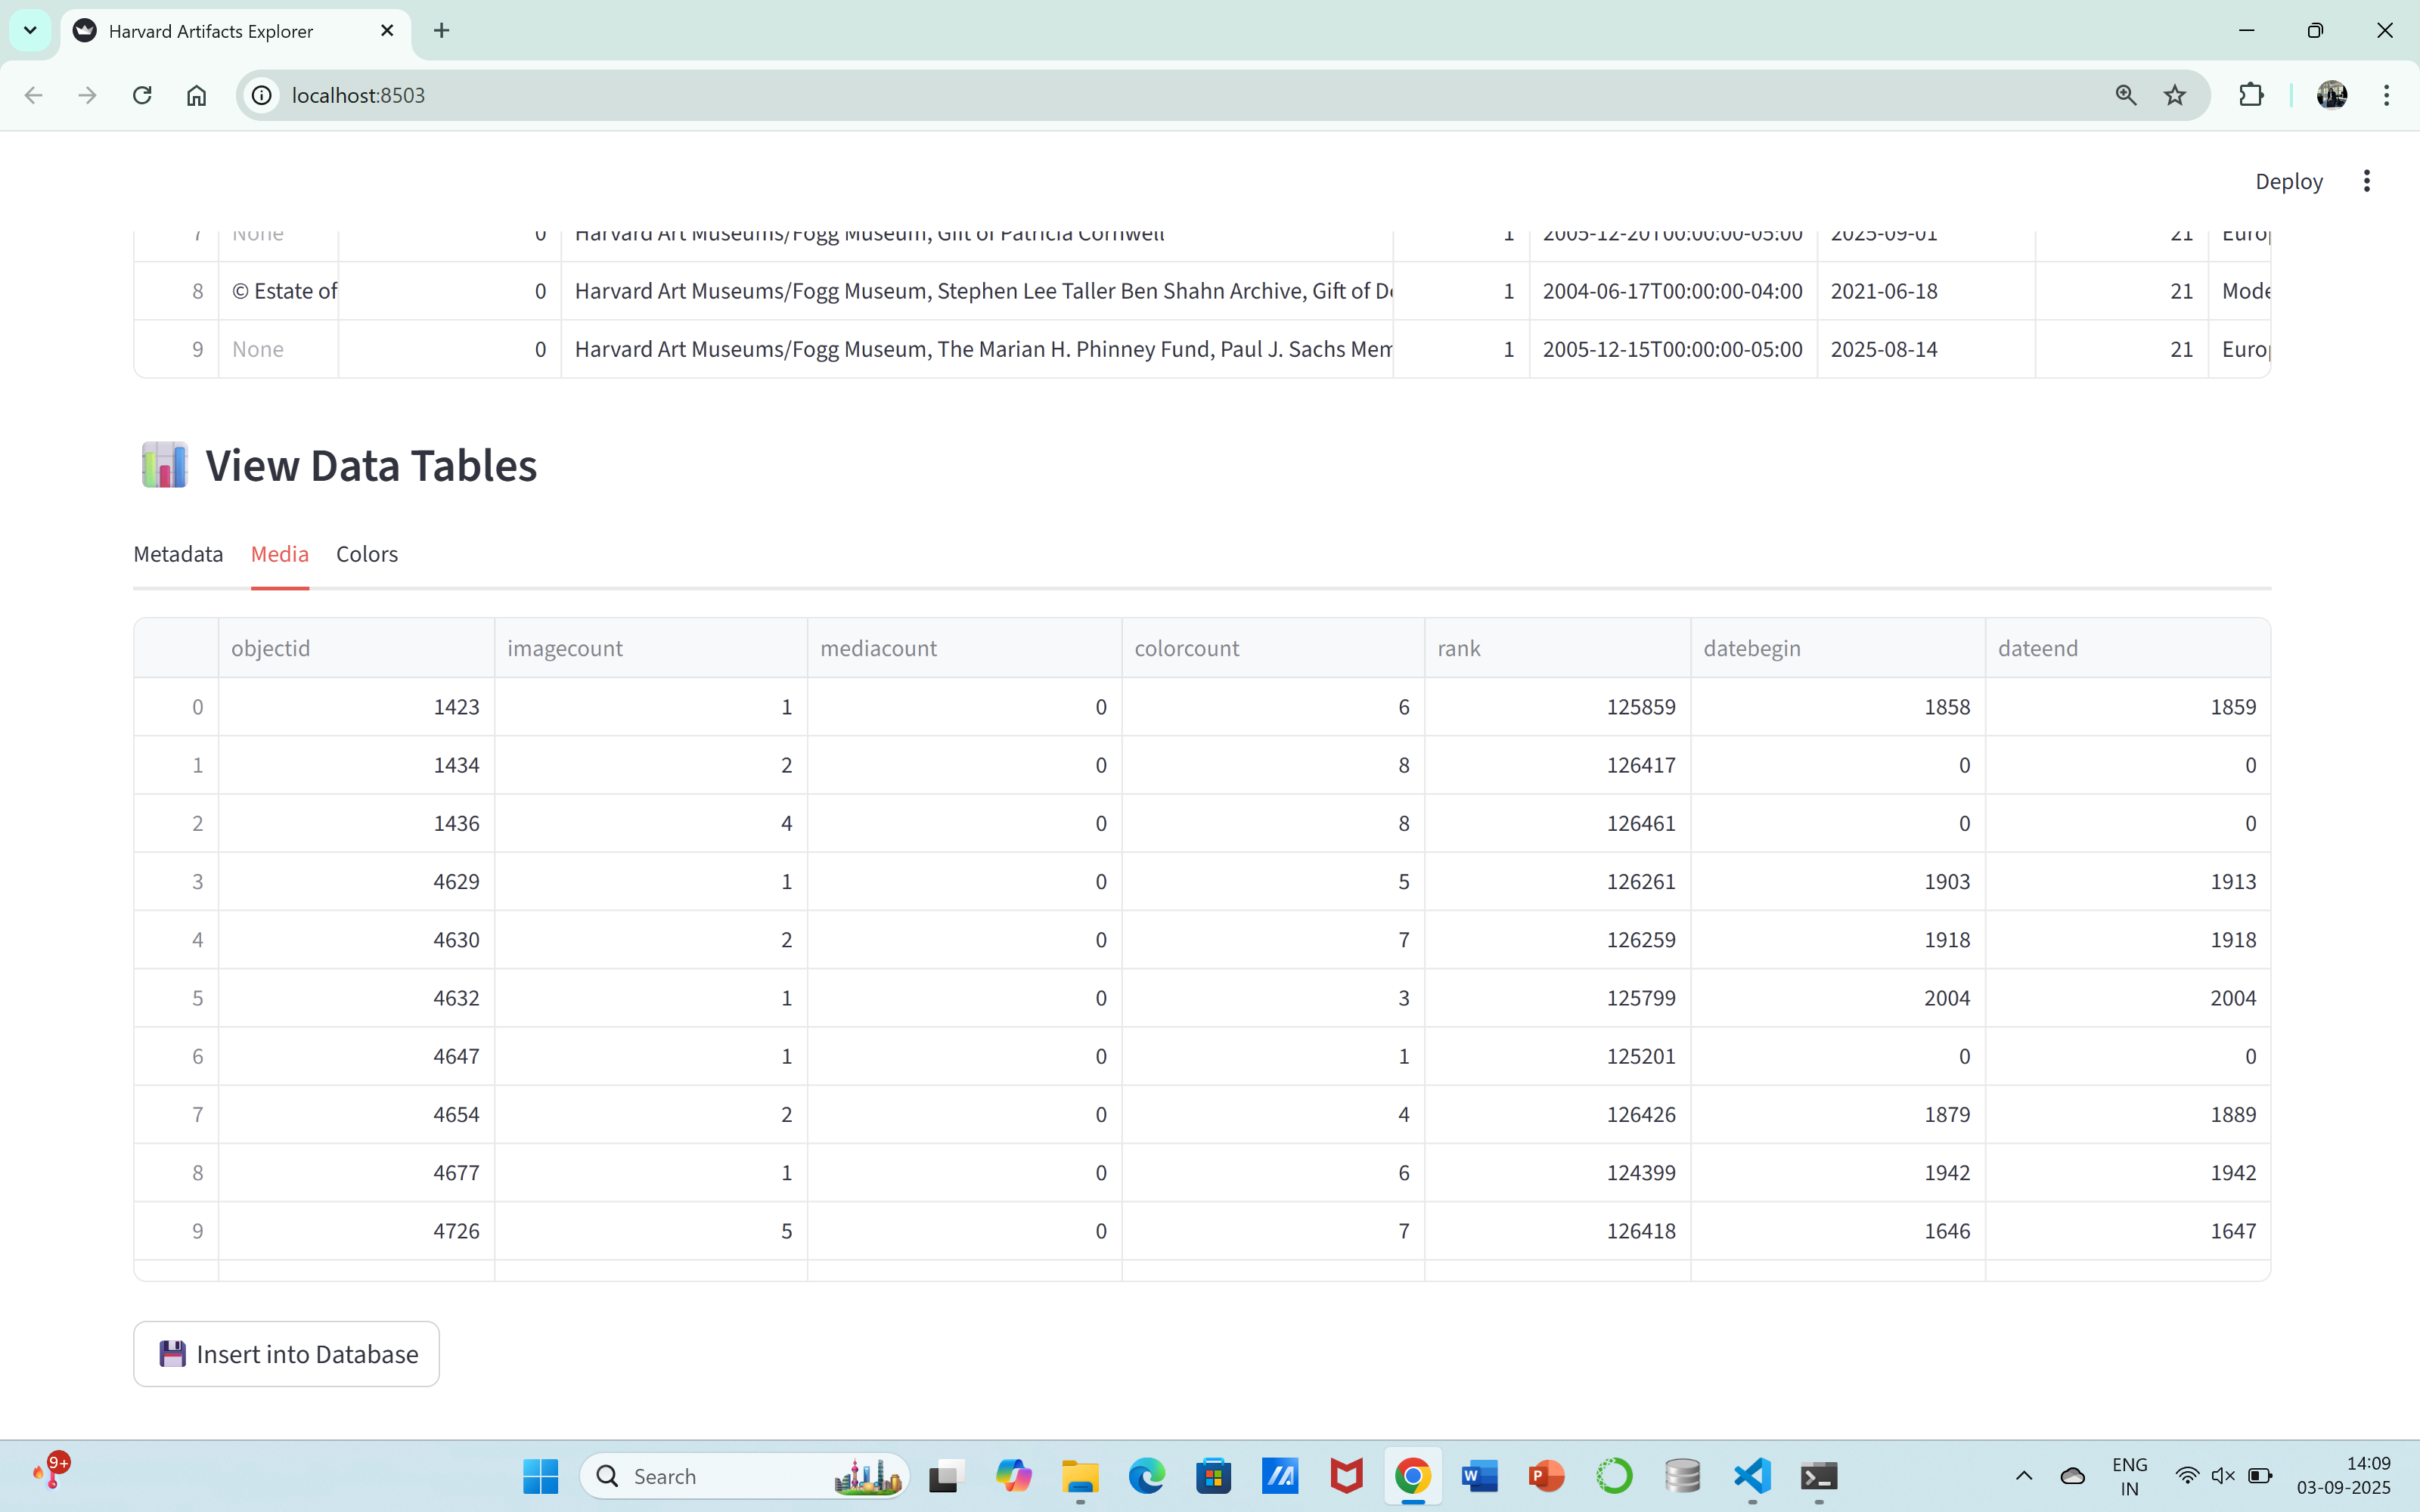 Harvard Artifacts Explorer
localhost:8503
Deploy
7 None 0 Harvard Art Museums/Fogg Museum, Gift of Patricia Cornwell 1 2005-12-20T00:00:00-05:00 2025-09-01 21 Euro
8 © Estate of 0 Harvard Art Museums/Fogg Museum, Stephen Lee Taller Ben Shahn Archive, Gift of D 1 2004-06-17T00:00:00-04:00 2021-06-18 21 Mode
9 None 0 Harvard Art Museums/Fogg Museum, The Marian H. Phinney Fund, Paul J. Sachs Mem 1 2005-12-15T00:00:00-05:00 2025-08-14 21 Euro
View Data Tables
Metadata Media Colors
objectid imagecount mediacount colorcount rank datebegin dateend
0 1423 1 0 6 125859 1858 1859
1 1434 2 0 8 126417 0 0
2 1436 4 0 8 126461 0 0
3 4629 1 0 5 126261 1903 1913
4 4630 2 0 7 126259 1918 1918
5 4632 1 0 3 125799 2004 2004
6 4647 1 0 1 125201 0 0
7 4654 2 0 4 126426 1879 1889
8 4677 1 0 6 124399 1942 1942
9 4726 5 0 7 126418 1646 1647
Insert into Database
9+
Search
ENG
IN
14:09
03-09-2025